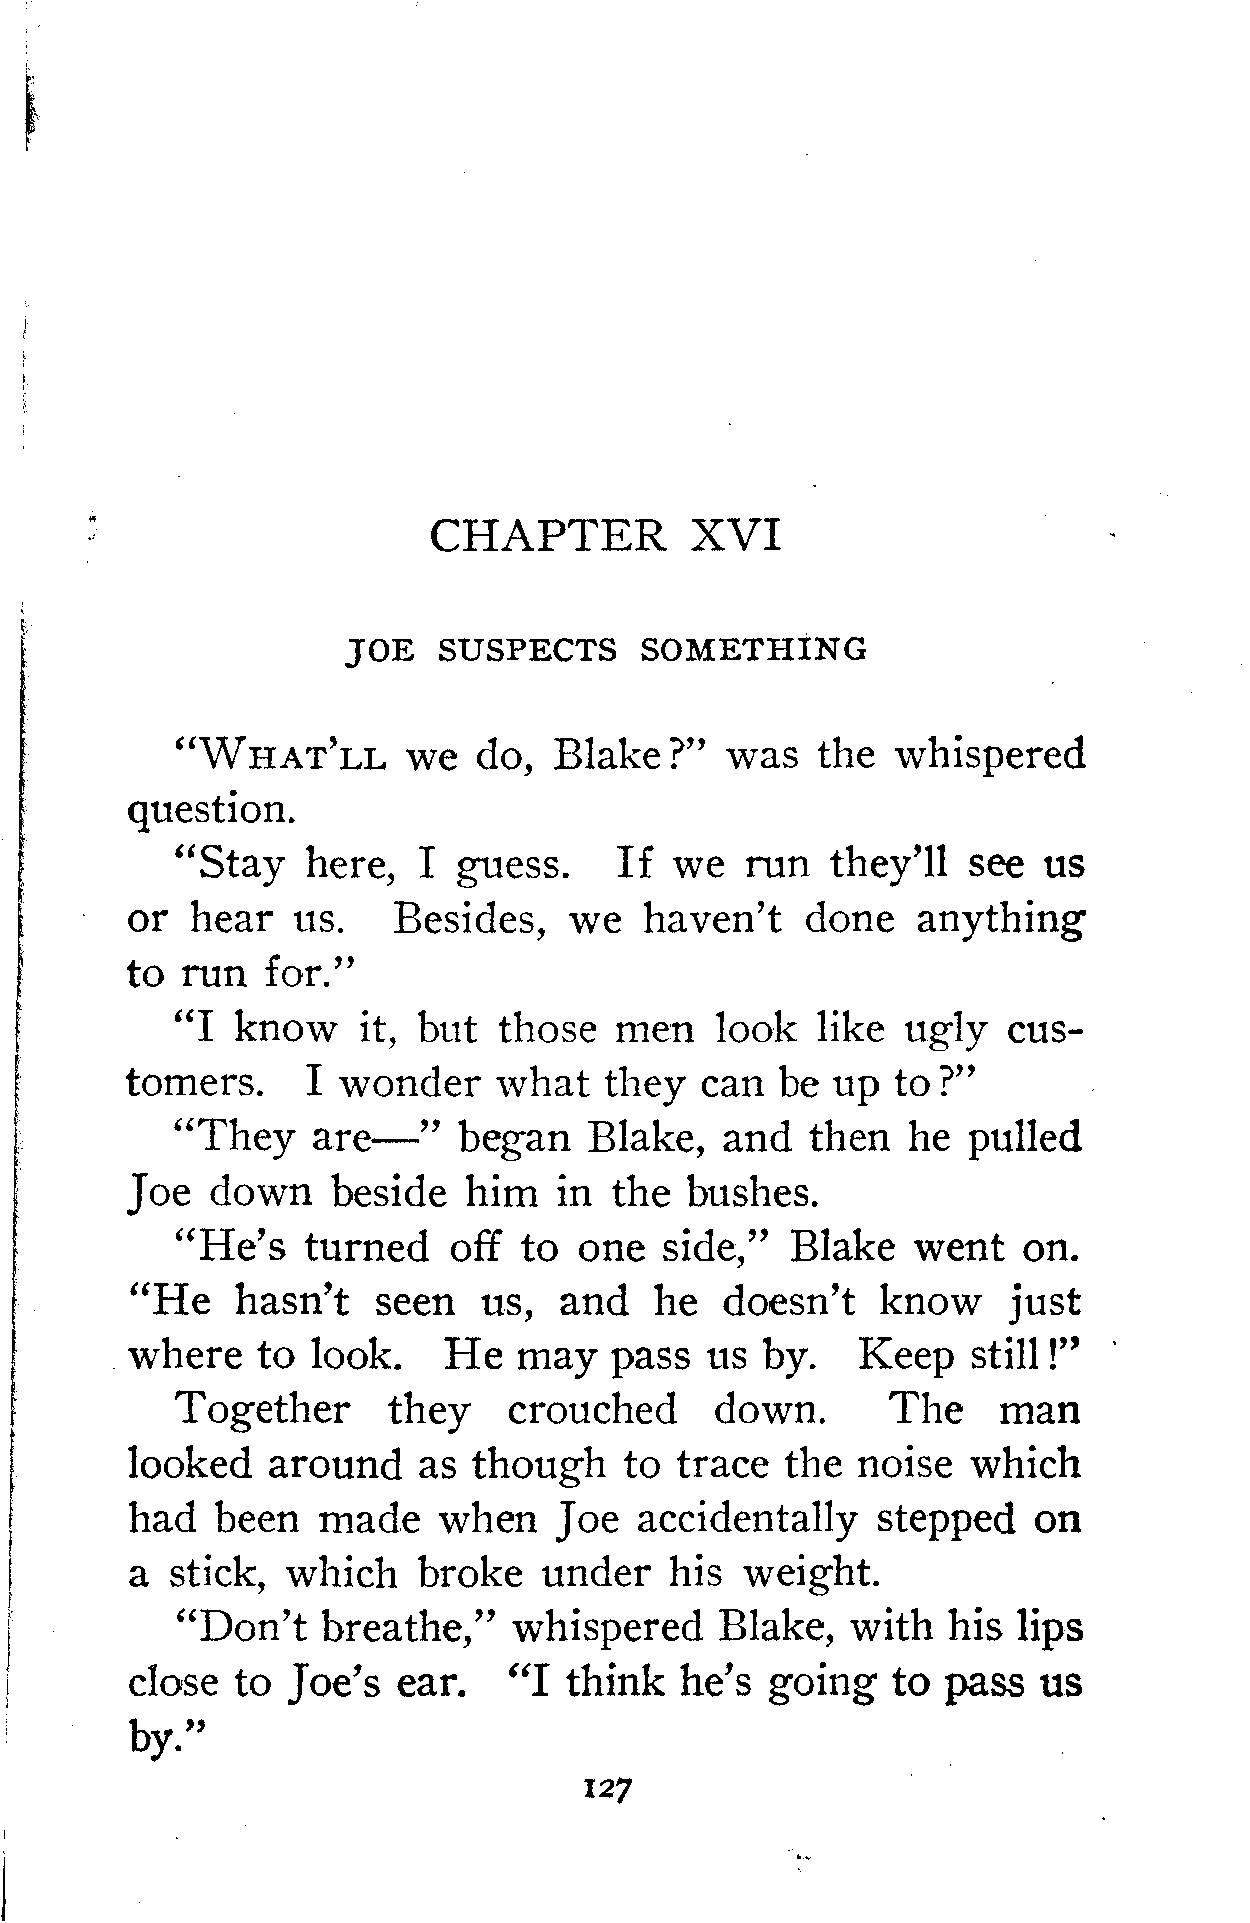 CHAPTER XVI
JOE SUSPECTS SOMETHING
“WHAT’LL we do, Blake?” was the whispered
question.
“Stay here, I guess. If we run they’ll see us
or hear us. Besides, we haven’t done anything
to run for.”
“I know it, but those men look like ugly cus-
tomers. I wonder what they can be up to?”
“They are—” began Blake, and then he pulled
Joe down beside him in the bushes.
“He’s turned off to one side,” Blake went on.
“He hasn’t seen us, and he doesn’t know just
where to look. He may pass us by. Keep still!”
Together they crouched down. The man
looked around as though to trace the noise which
had been made when Joe accidentally stepped on
a stick, which broke under his weight.
“Don’t breathe,” whispered Blake, with his lips
close to Joe’s ear. “I think he’s going to pass us
by.”
127